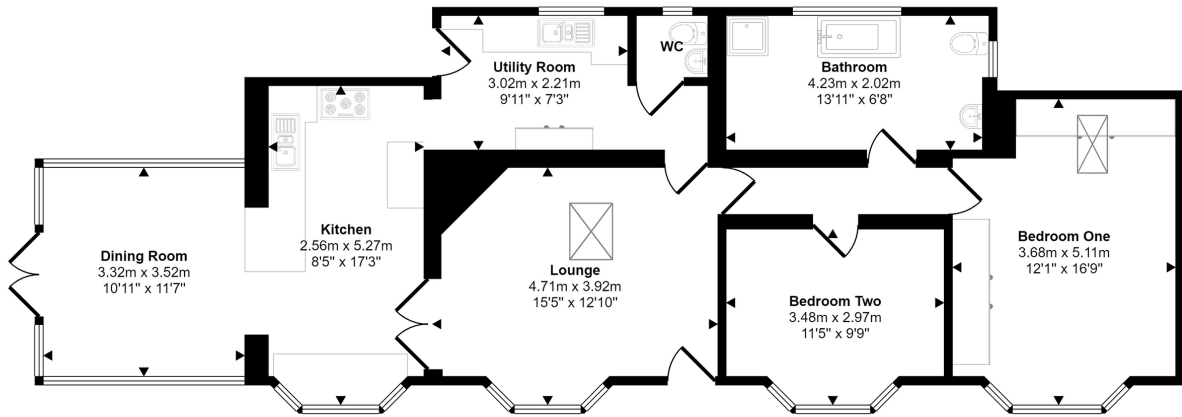 Utility Room
3.02m x 2.21m
9'11" x 7'3"
WC
Bathroom
4.23m x 2.02m
13'11" x 6'8"
Dining Room
3.32m x 3.52m
10'11" x 11'7"
Kitchen
2.56m x 5.27m
8'5" x 17'3"
Lounge
4.71m x 3.92m
15'5" x 12'10"
Bedroom Two
3.48m x 2.97m
11'5" x 9'9"
Bedroom One
3.68m x 5.11m
12'1" x 16'9"